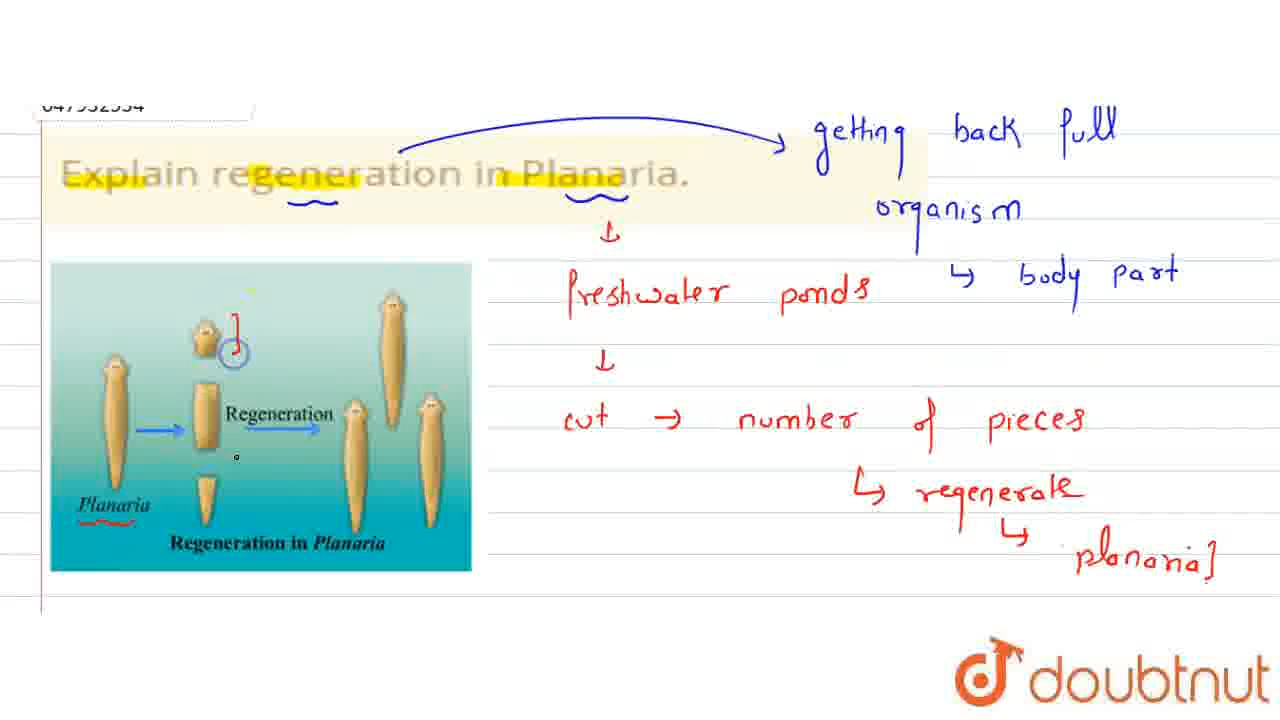 Explain regeneration in Planaria.
getting back full
organism
↳ body part
↓
freshwater ponds
↓
cut → number of pieces
↳ regenerate
↳ planaria]
Regeneration
Planaria
Regeneration in Planaria
doubtnut